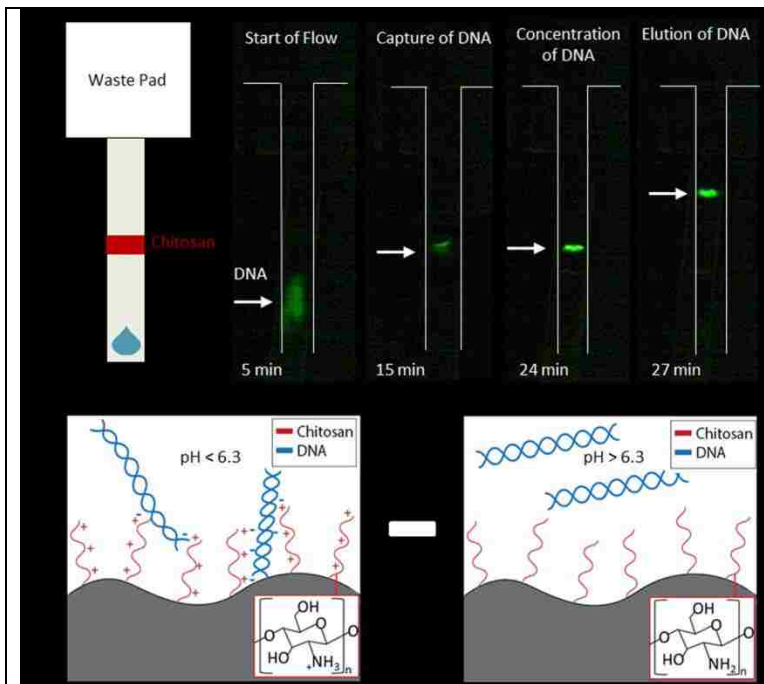 Waste Pad
Chitosan
Start of Flow
DNA
5 min
Capture of DNA
15 min
Concentration
of DNA
24 min
Elution of DNA
27 min
pH < 6.3
Chitosan
DNA
OH
O
O
O
HO
+
NH3
n
pH > 6.3
Chitosan
DNA
OH
O
O
O
HO
NH2
n